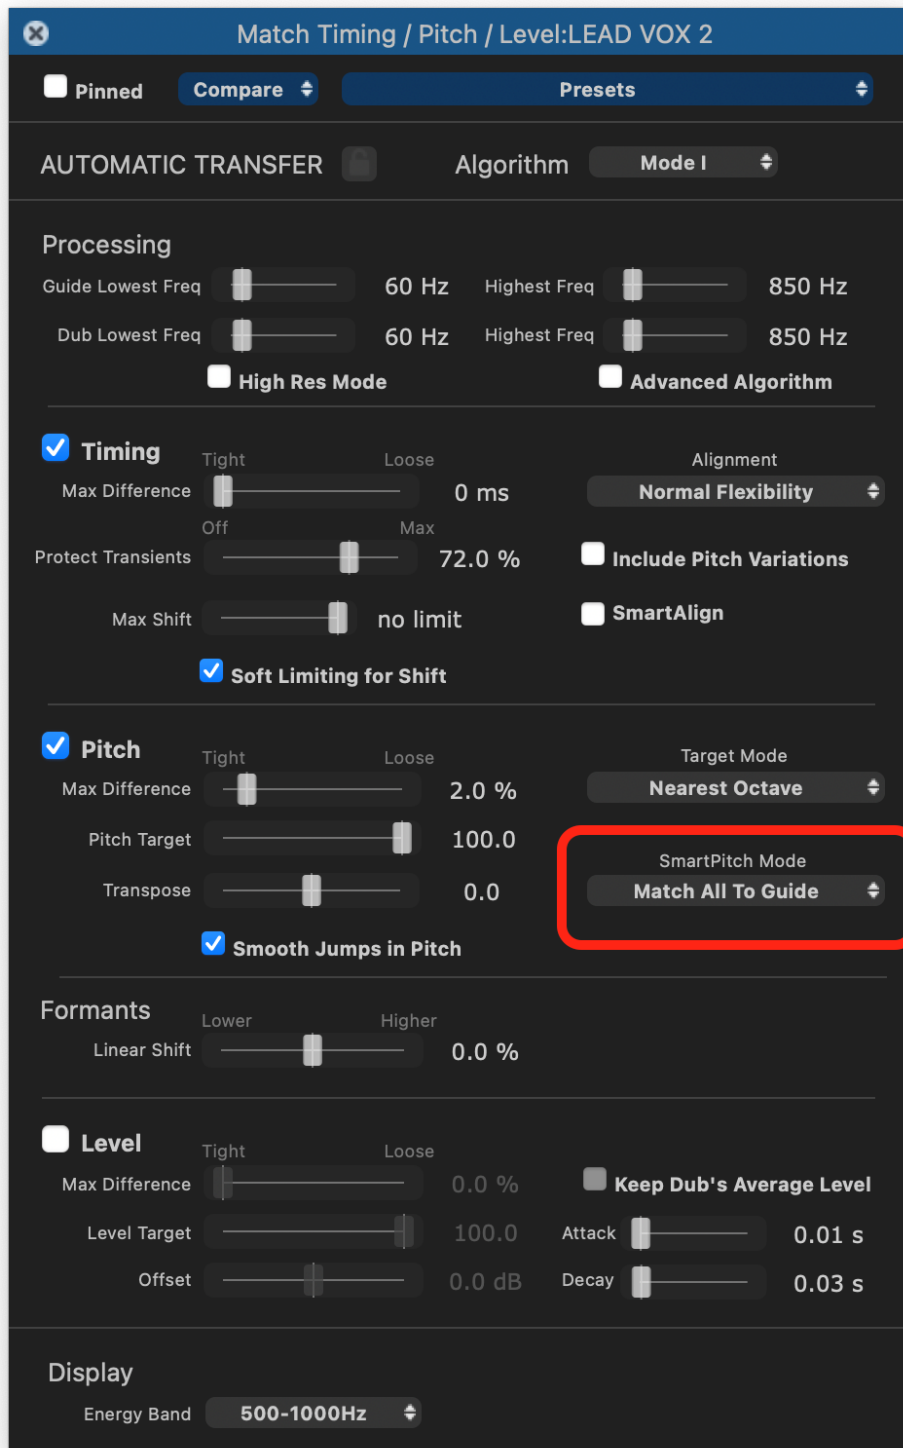 Match Timing / Pitch / Level:LEAD VOX 2
Pinned Compare Presets
AUTOMATIC TRANSFER Algorithm Mode I
Processing
Guide Lowest Freq 60 Hz Highest Freq 850 Hz
Dub Lowest Freq 60 Hz Highest Freq 850 Hz
High Res Mode Advanced Algorithm
Timing Tight Loose Alignment
Max Difference 0 ms Normal Flexibility
Off Max
Protect Transients 72.0 % Include Pitch Variations
Max Shift no limit SmartAlign
Soft Limiting for Shift
Pitch Tight Loose Target Mode
Max Difference 2.0 % Nearest Octave
Pitch Target 100.0
SmartPitch Mode
Transpose 0.0 Match All To Guide
Smooth Jumps in Pitch
Formants Lower Higher
Linear Shift 0.0 %
Level Tight Loose
Max Difference 0.0 % Keep Dub's Average Level
Level Target 100.0 Attack 0.01 s
Offset 0.0 dB Decay 0.03 s
Display
Energy Band 500-1000Hz